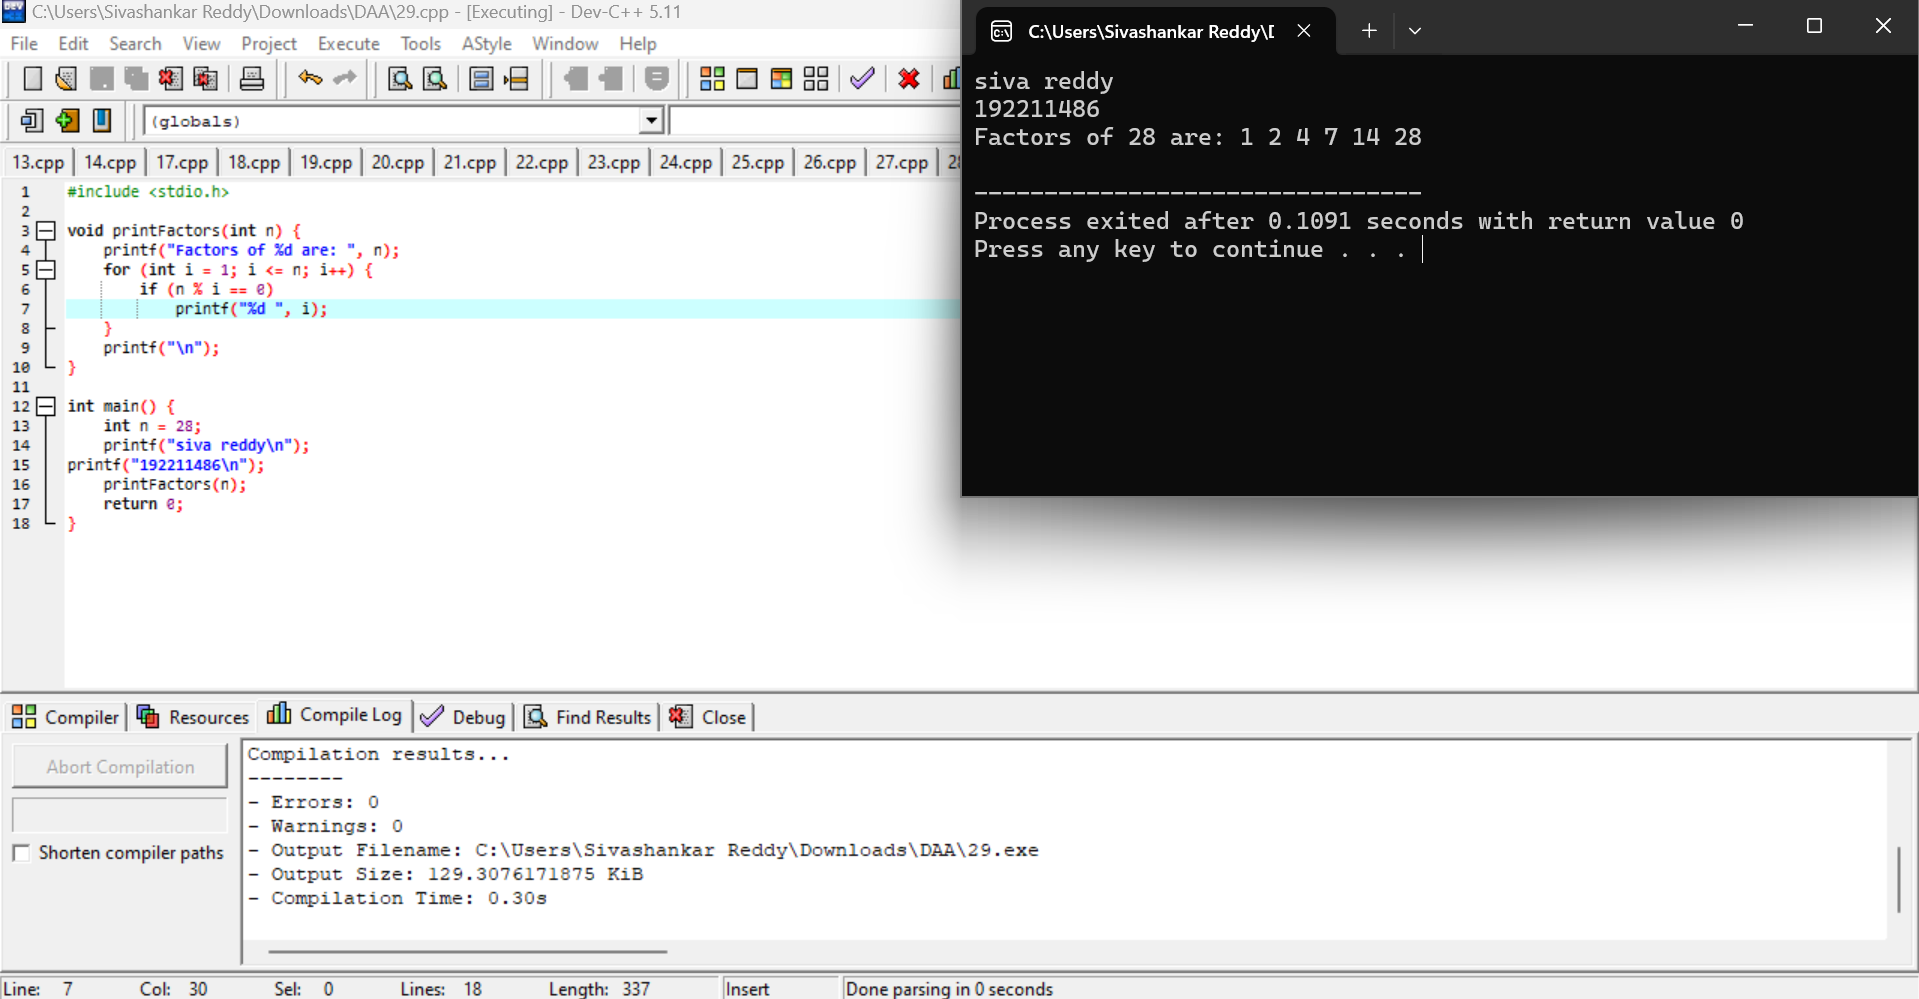 C:\Users\Sivashankar Reddy\Downloads\DAA\29.cpp - [Executing] - Dev-C++ 5.11
File Edit Search View Project Execute Tools AStyle Window Help
(globals)
13.cpp 14.cpp 17.cpp 18.cpp 19.cpp 20.cpp 21.cpp 22.cpp 23.cpp 24.cpp 25.cpp 26.cpp 27.cpp
1 #include <stdio.h>
2
3 void printFactors(int n) {
4 printf("Factors of %d are: ", n);
5 for (int i = 1; i <= n; i++) {
6 if (n % i == 0)
7 printf("%d ", i);
8 }
9 printf("\n");
10 }
11
12 int main() {
13 int n = 28;
14 printf("siva reddy\n");
15 printf("192211486\n");
16 printFactors(n);
17 return 0;
18 }
C:\Users\Sivashankar Reddy\
siva reddy
192211486
Factors of 28 are: 1 2 4 7 14 28
--------------------------------
Process exited after 0.1091 seconds with return value 0
Press any key to continue . . .
Compiler Resources Compile Log Debug Find Results Close
Abort Compilation
Shorten compiler paths
Compilation results...
--------
- Errors: 0
- Warnings: 0
- Output Filename: C:\Users\Sivashankar Reddy\Downloads\DAA\29.exe
- Output Size: 129.3076171875 KiB
- Compilation Time: 0.30s
Line: 7 Col: 30 Sel: 0 Lines: 18 Length: 337 Insert Done parsing in 0 seconds